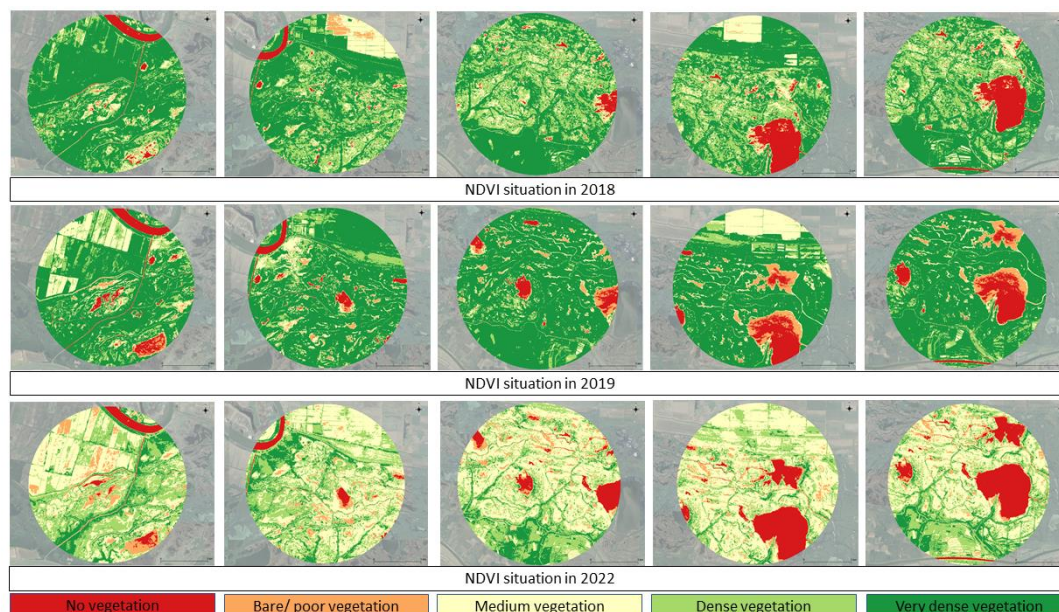 NDVI situation in 2018
NDVI situation in 2019
NDVI situation in 2022
No vegetation
Bare/ poor vegetation
Medium vegetation
Dense vegetation
Very dense vegetation